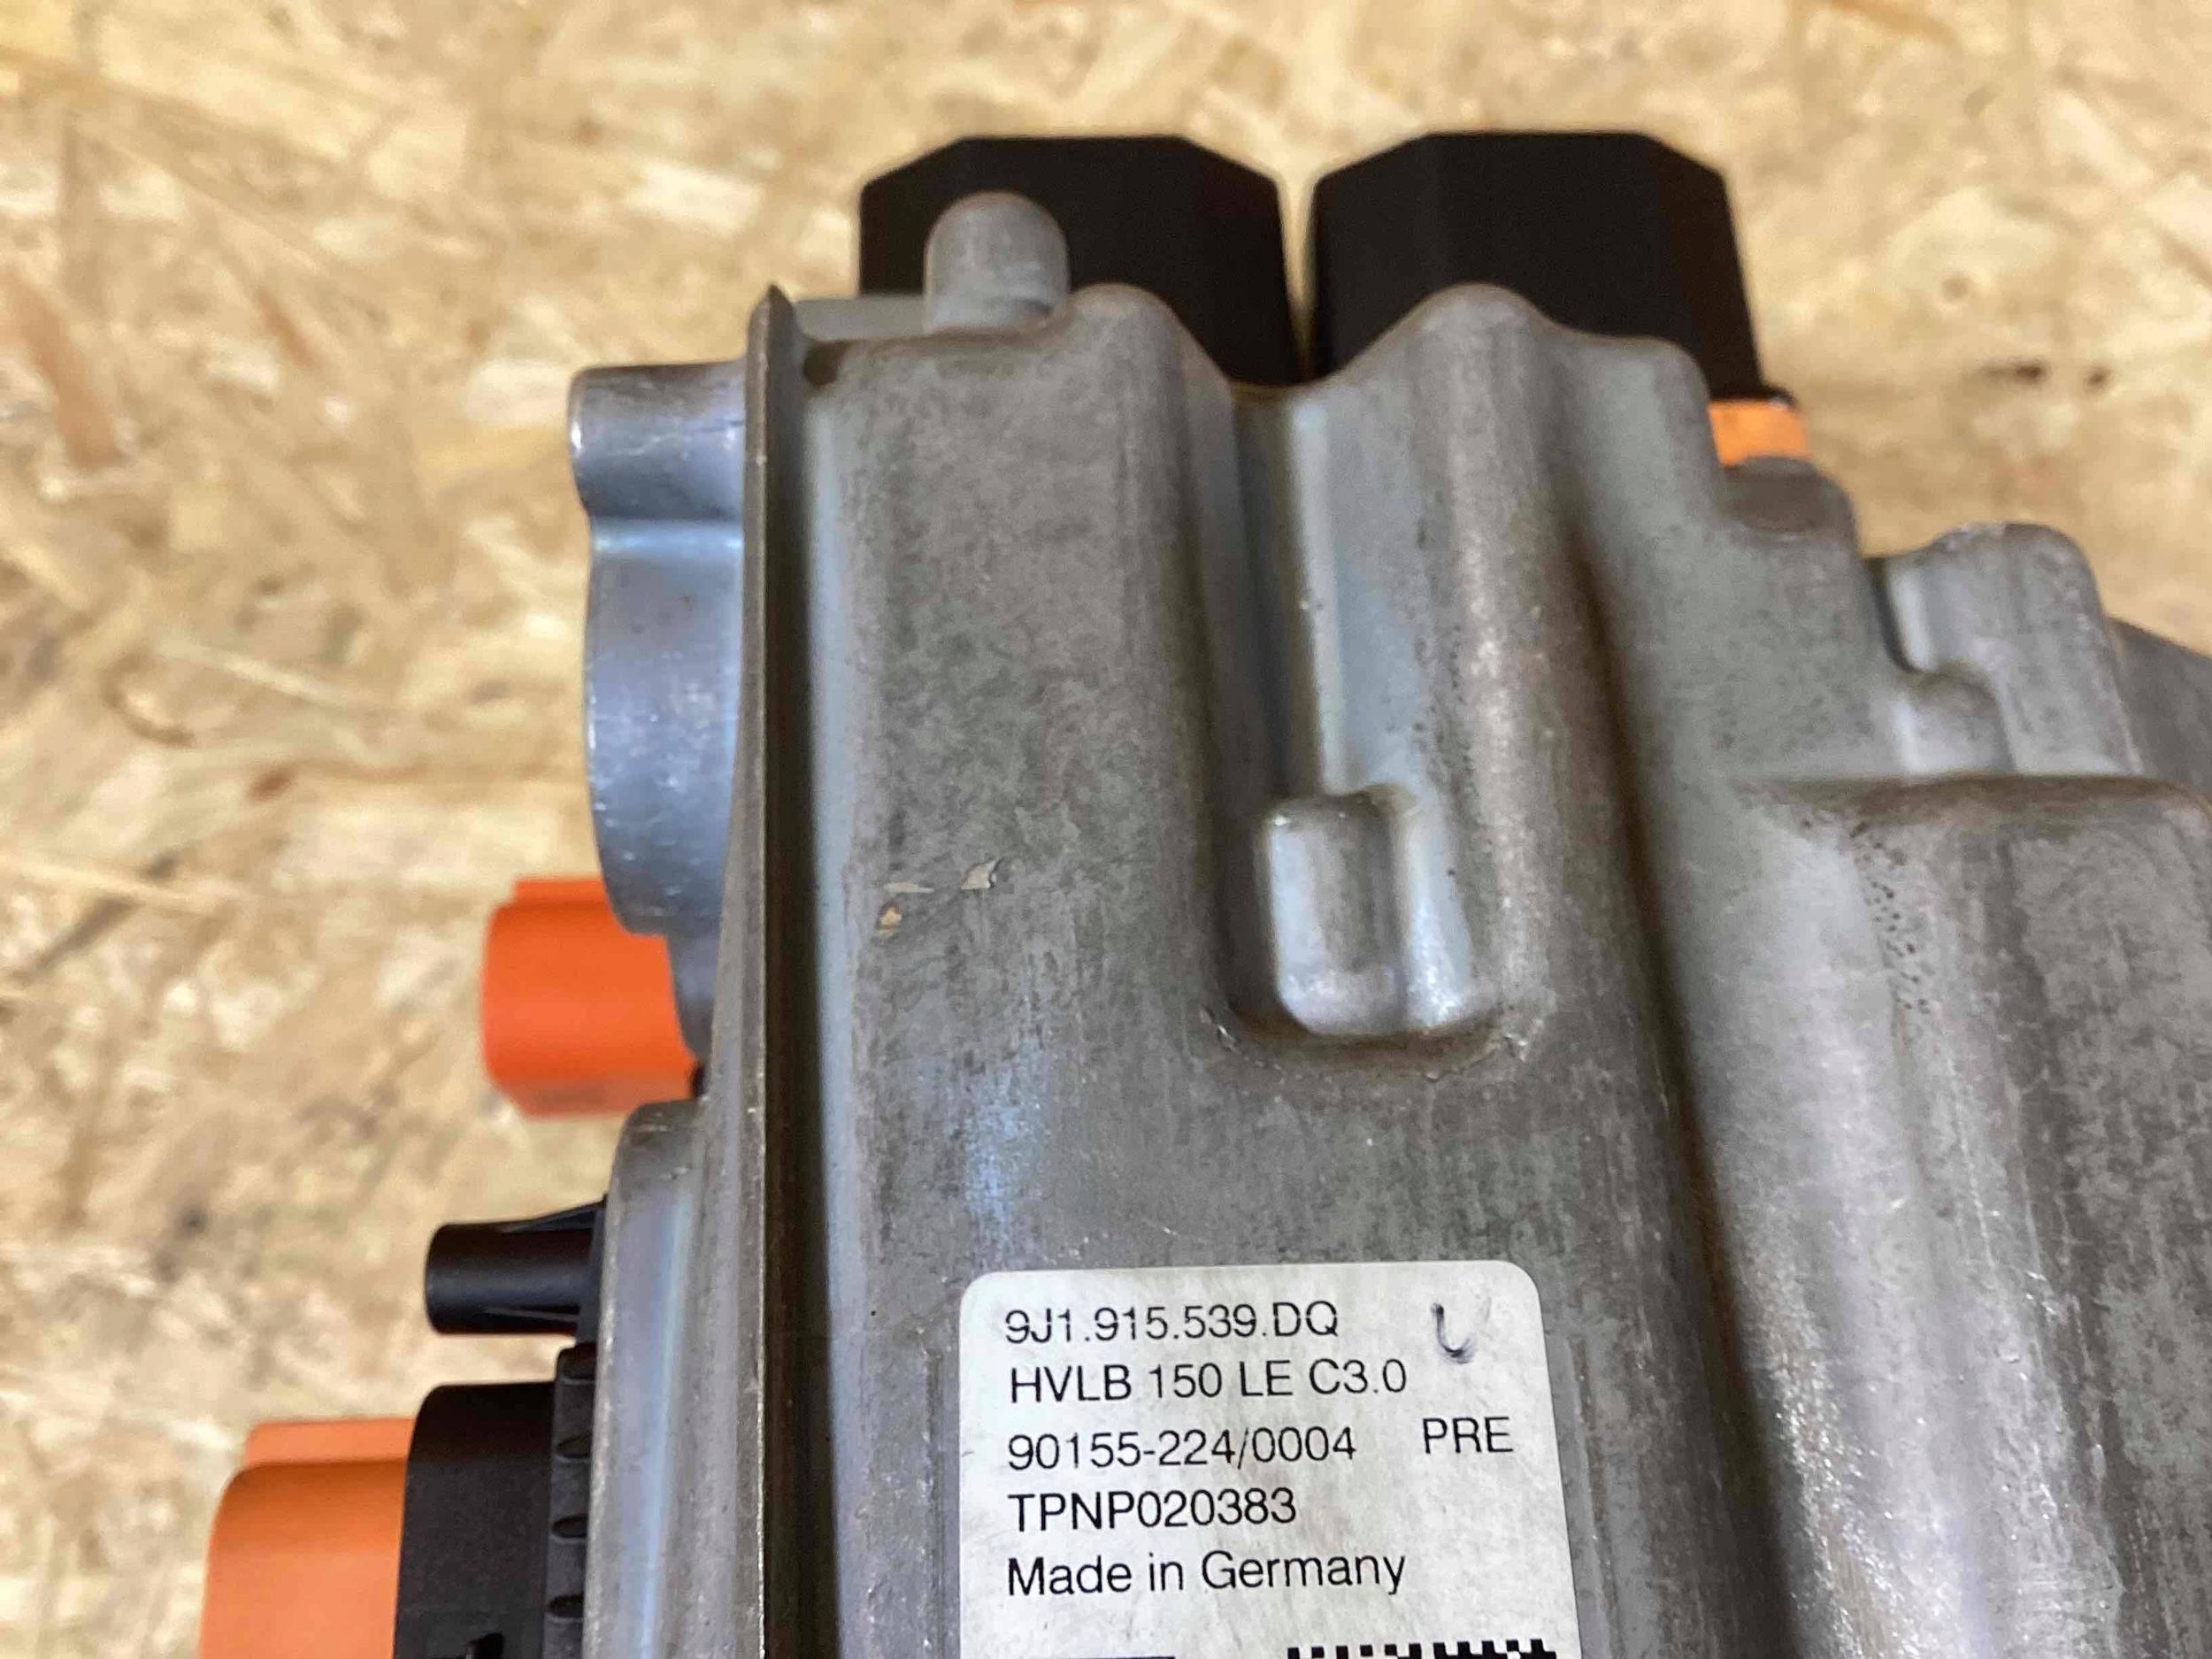 9J1.915.539.DQ
HVLB 150 LE C3.0
90155-224/0004 PRE
TPNP020383
Made in Germany